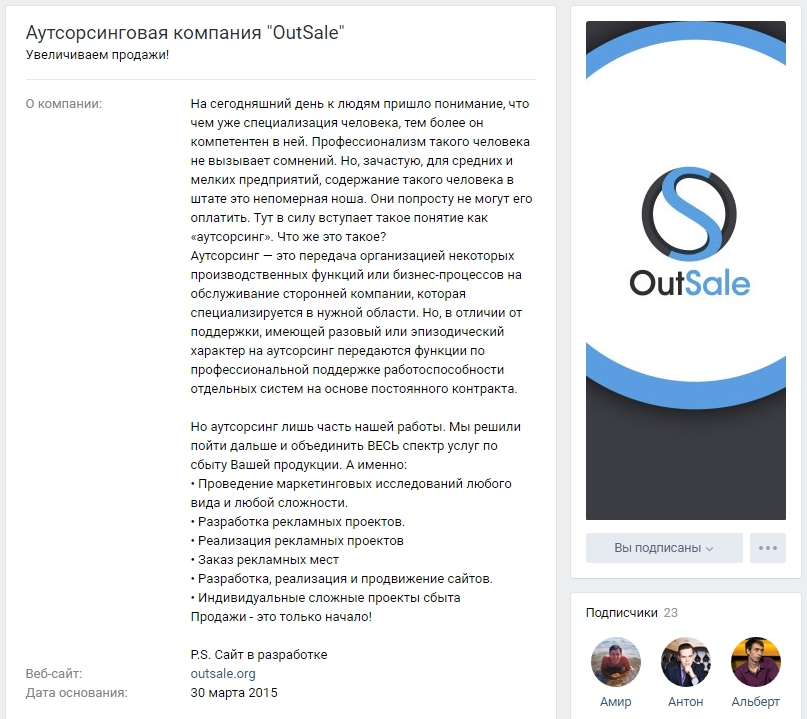 Аутсорсинговая компания "OutSale"
Увеличиваем продажи!
О компании:
На сегодняшний день к людям пришло понимание, что
чем уже специализация человека, тем более он
компетентен в ней. Профессионализм такого человека
не вызывает сомнений. Но, зачастую, для средних и
мелких предприятий, содержание такого человека в
штате это непомерная ноша. Они попросту не могут его
оплатить. Тут в силу вступает такое понятие как
«аутсорсинг». Что же это такое?
Аутсорсинг — это передача организацией некоторых
производственных функций или бизнес-процессов на
обслуживание сторонней компании, которая
специализируется в нужной области. Но, в отличии от
поддержки, имеющей разовый или эпизодический
характер на аутсорсинг передаются функции по
профессиональной поддержке работоспособности
отдельных систем на основе постоянного контракта.
Но аутсорсинг лишь часть нашей работы. Мы решили
пойти дальше и объединить ВЕСЬ спектр услуг по
сбыту Вашей продукции. А именно:
• Проведение маркетинговых исследований любого
вида и любой сложности.
• Разработка рекламных проектов.
• Реализация рекламных проектов
• Заказ рекламных мест
• Разработка, реализация и продвижение сайтов.
• Индивидуальные сложные проекты сбыта
Продажи - это только начало!
P.S. Сайт в разработке
Веб-сайт:
outsale.org
Дата основания:
30 марта 2015
OutSale
Вы подписаны
Подписчики 23
Амир
Антон
Альберт